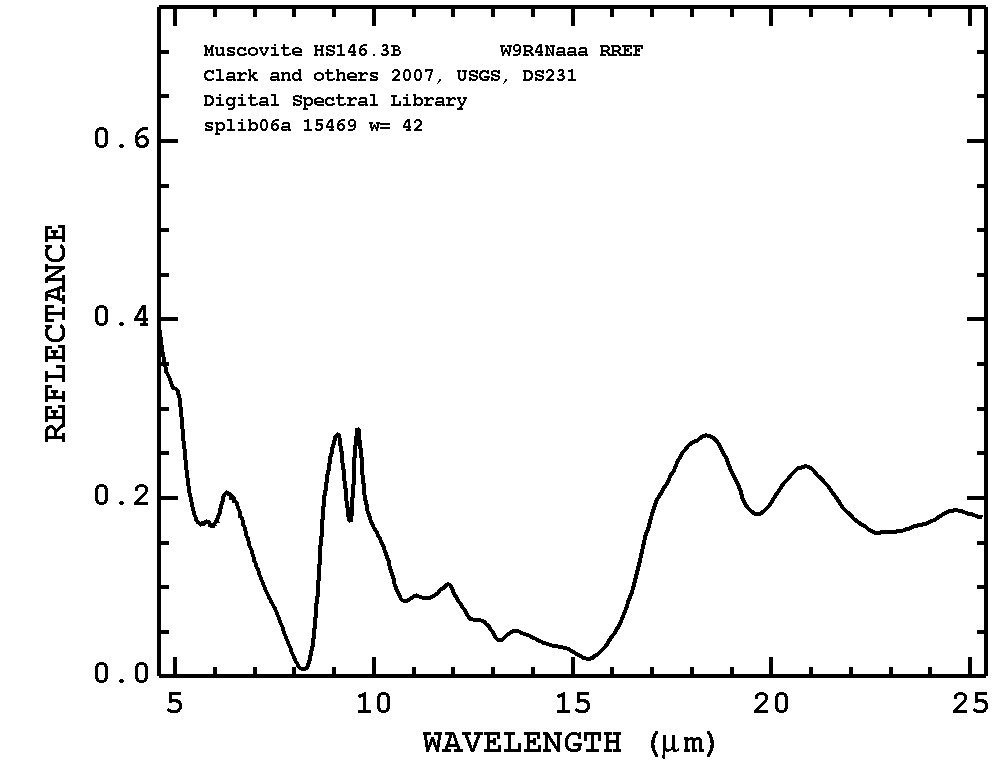 Muscovite HS146.3B W9R4Naaa RREF
Clark and others 2007, USGS, DS231
Digital Spectral Library
splib06a 15469 w= 42
0.6
0.4
0.2
0.0
REFLECTANCE
5 10 15 20 25
WAVELENGTH (μm)